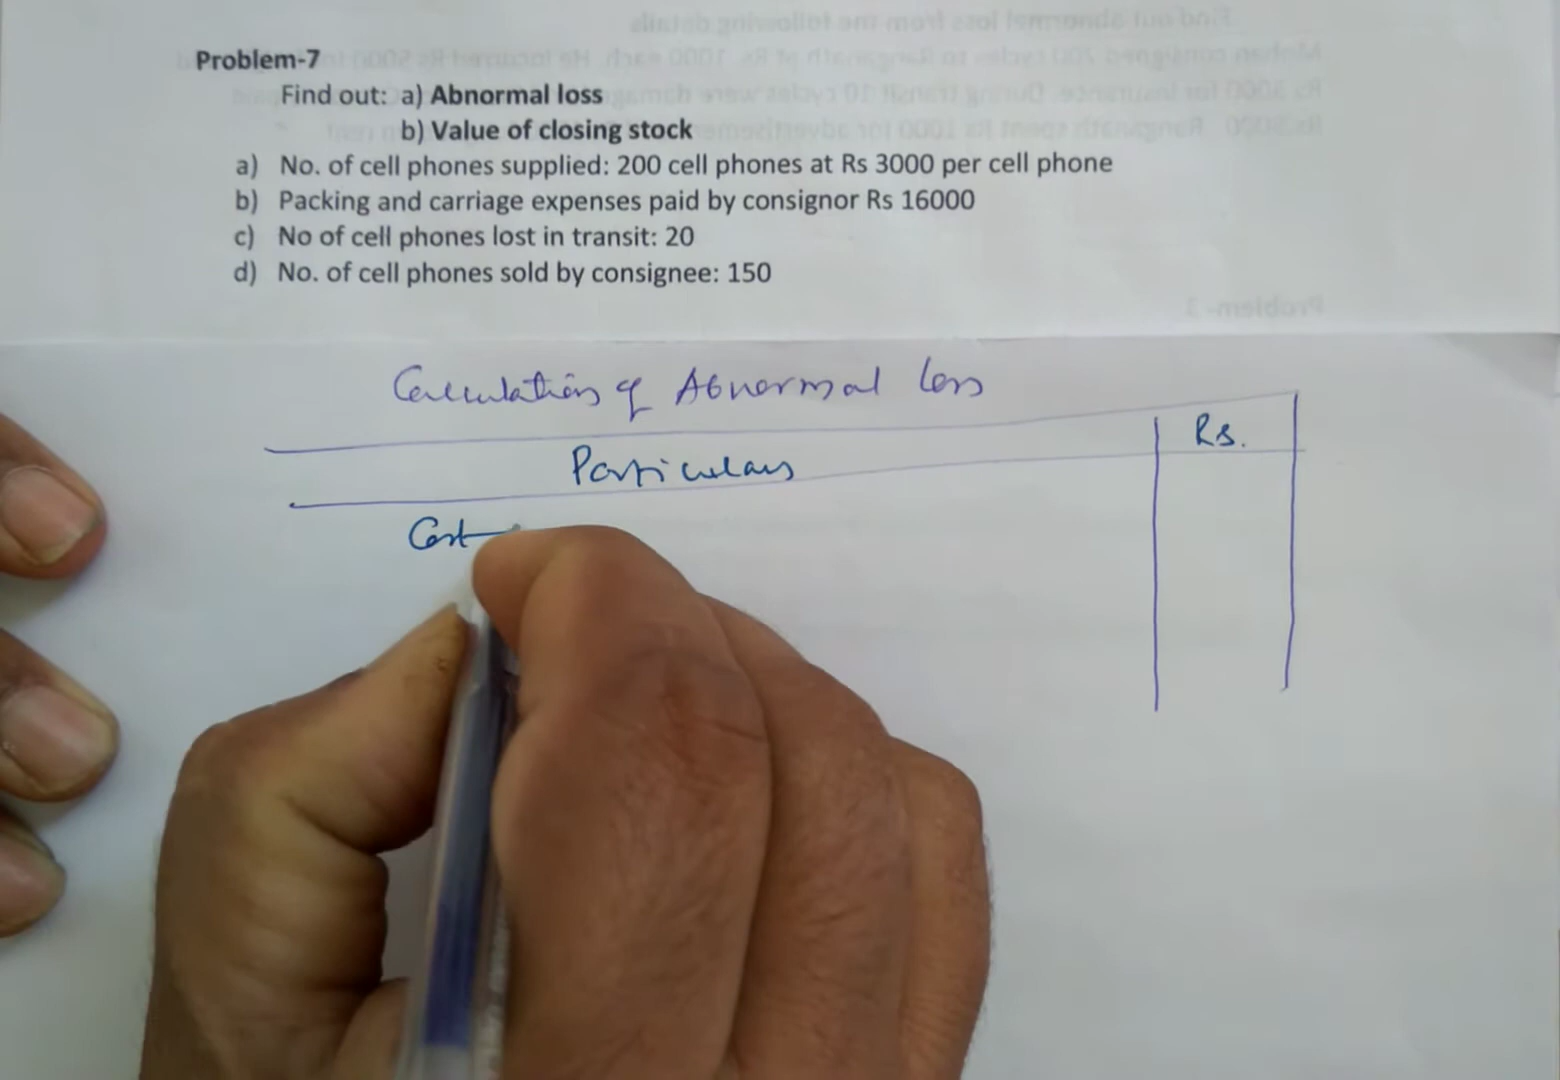 Problem-7
Find out: a) Abnormal loss
b) Value of closing stock
a) No. of cell phones supplied: 200 cell phones at Rs 3000 per cell phone
b) Packing and carriage expenses paid by consignor Rs 16000
c) No of cell phones lost in transit: 20
d) No. of cell phones sold by consignee: 150
Calculation of Abnormal loss
Particulars Rs.
Cost